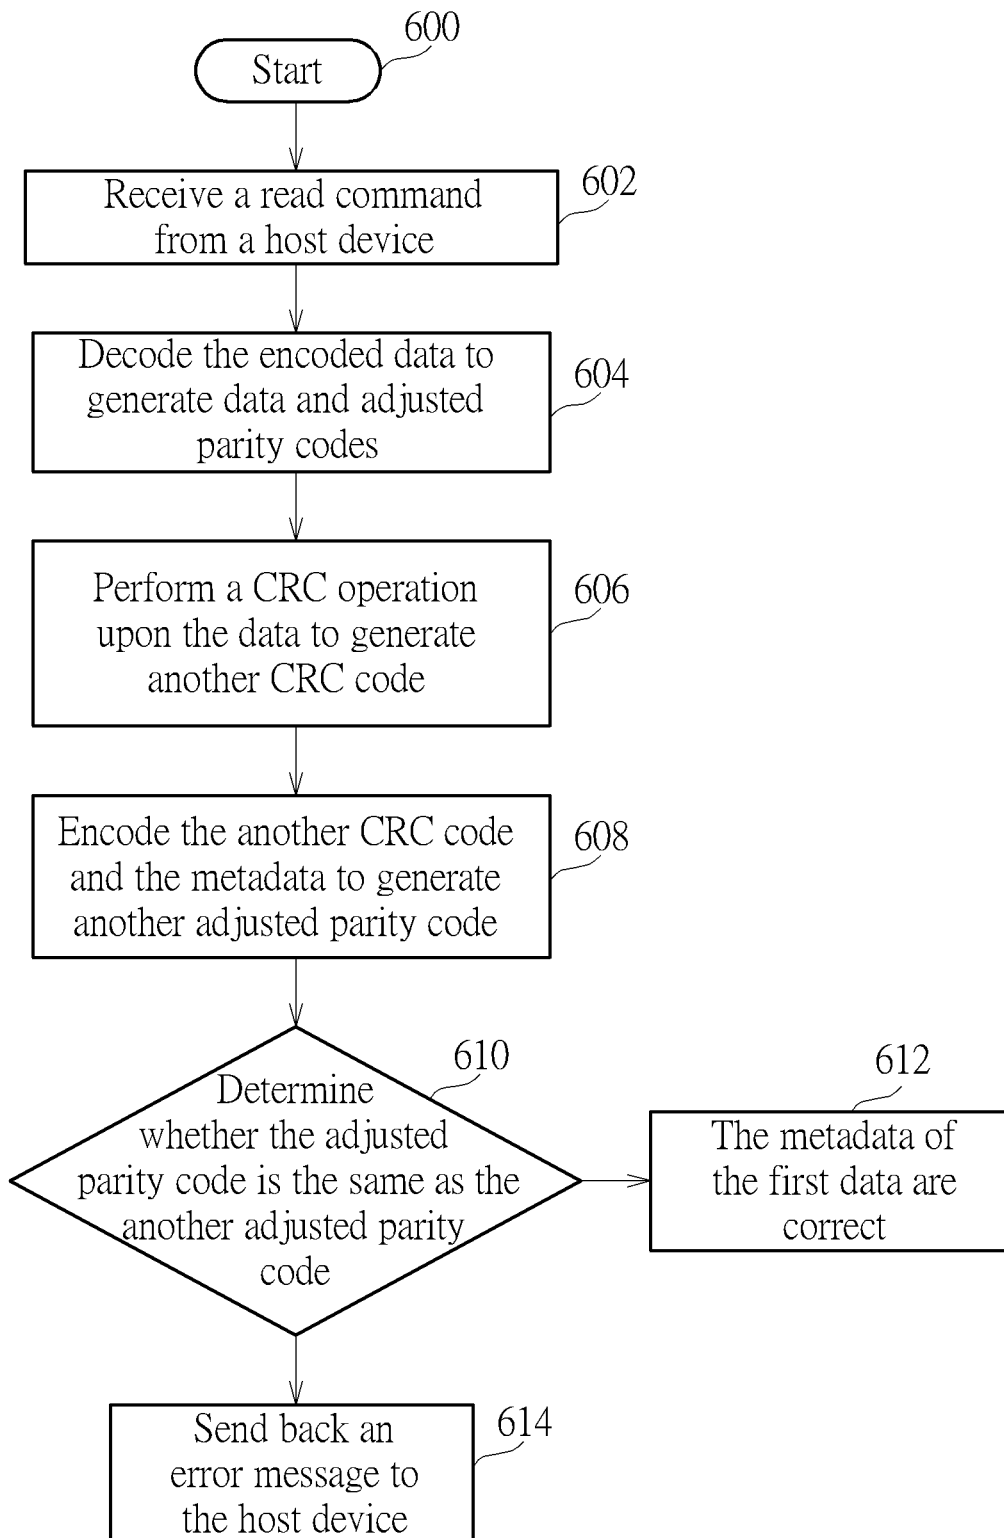 600
Start
602
Receive a read command
from a host device
604
Decode the encoded data to
generate data and adjusted
parity codes
606
Perform a CRC operation
upon the data to generate
another CRC code
608
Encode the another CRC code
and the metadata to generate
another adjusted parity code
610
Determine
whether the adjusted
parity code is the same as the
another adjusted parity
code
612
The metadata of
the first data are
correct
614
Send back an
error message to
the host device